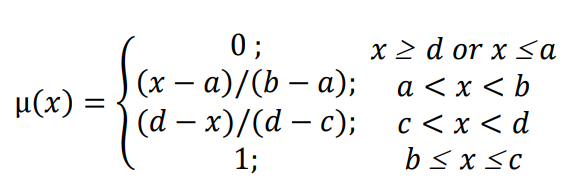 0 ; x ≥ d or x ≤ a
μ(x) = { (x − a)/(b − a); a < x < b
(d − x)/(d − c); c < x < d
1; b ≤ x ≤ c